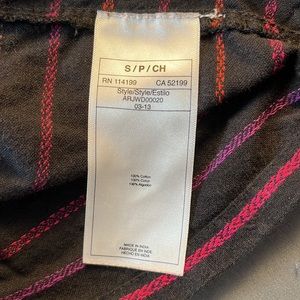 S / P / CH
RN 114199 CA 52199
Style/Style/Estilo
ARJWD00020
03-13
100% Cotton
100% Coton
100% Algodon
MADE IN INDIA
FABRIQUE EN INDE
HECHO EN INDIA